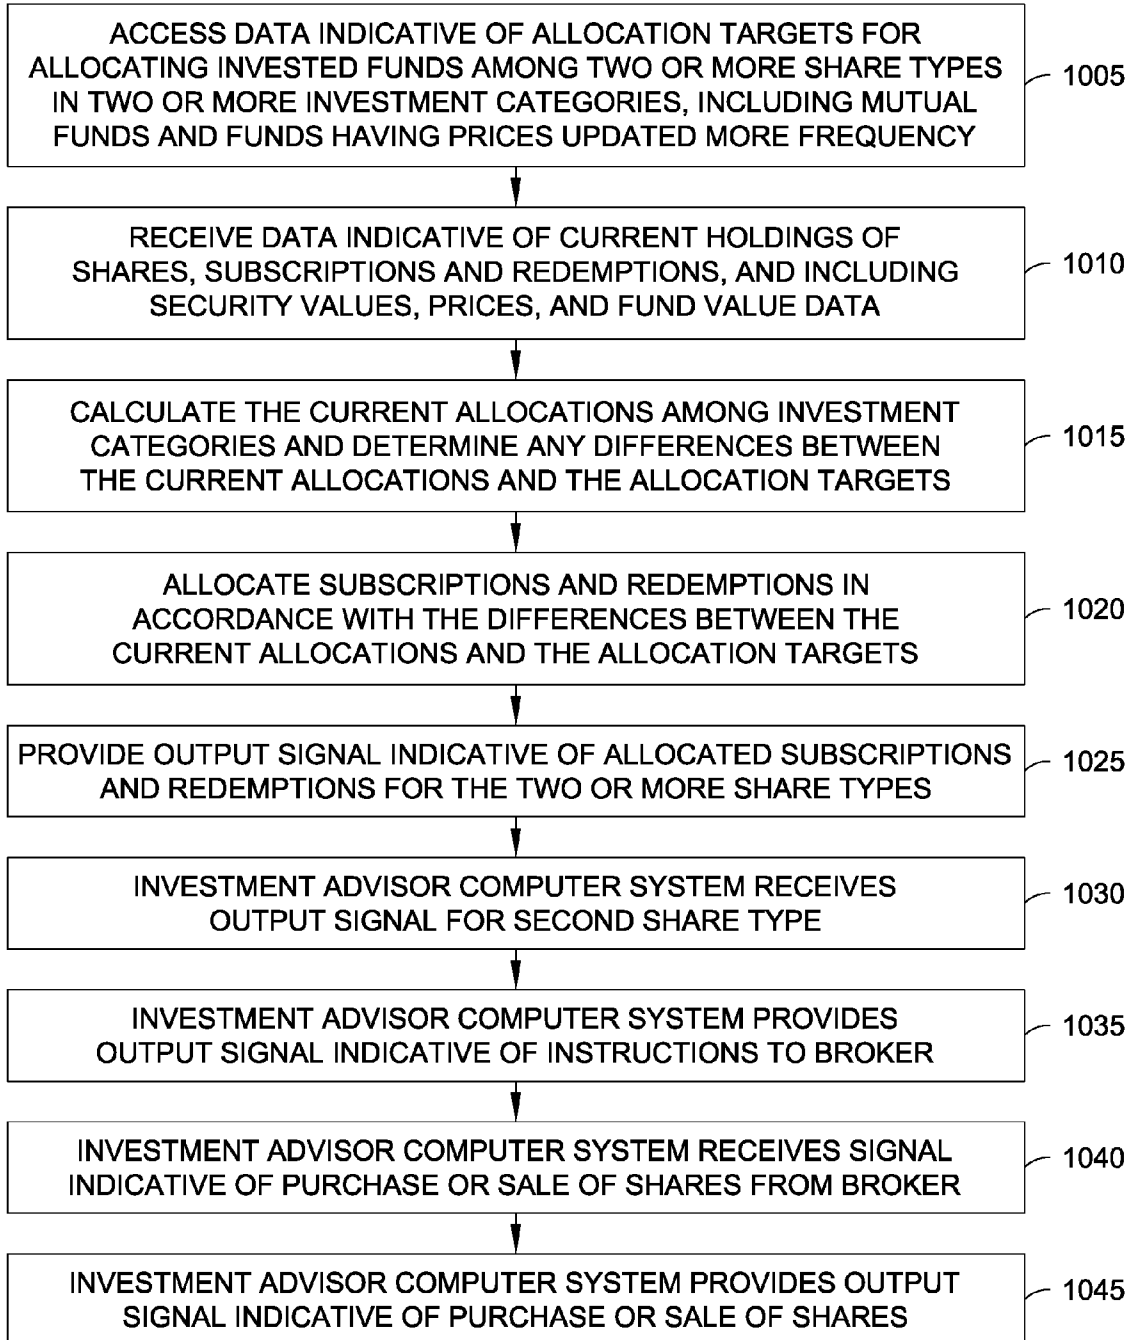 ACCESS DATA INDICATIVE OF ALLOCATION TARGETS FOR
ALLOCATING INVESTED FUNDS AMONG TWO OR MORE SHARE TYPES
IN TWO OR MORE INVESTMENT CATEGORIES, INCLUDING MUTUAL
FUNDS AND FUNDS HAVING PRICES UPDATED MORE FREQUENCY
1005
RECEIVE DATA INDICATIVE OF CURRENT HOLDINGS OF
SHARES, SUBSCRIPTIONS AND REDEMPTIONS, AND INCLUDING
SECURITY VALUES, PRICES, AND FUND VALUE DATA
1010
CALCULATE THE CURRENT ALLOCATIONS AMONG INVESTMENT
CATEGORIES AND DETERMINE ANY DIFFERENCES BETWEEN
THE CURRENT ALLOCATIONS AND THE ALLOCATION TARGETS
1015
ALLOCATE SUBSCRIPTIONS AND REDEMPTIONS IN
ACCORDANCE WITH THE DIFFERENCES BETWEEN THE
CURRENT ALLOCATIONS AND THE ALLOCATION TARGETS
1020
PROVIDE OUTPUT SIGNAL INDICATIVE OF ALLOCATED SUBSCRIPTIONS
AND REDEMPTIONS FOR THE TWO OR MORE SHARE TYPES
1025
INVESTMENT ADVISOR COMPUTER SYSTEM RECEIVES
OUTPUT SIGNAL FOR SECOND SHARE TYPE
1030
INVESTMENT ADVISOR COMPUTER SYSTEM PROVIDES
OUTPUT SIGNAL INDICATIVE OF INSTRUCTIONS TO BROKER
1035
INVESTMENT ADVISOR COMPUTER SYSTEM RECEIVES SIGNAL
INDICATIVE OF PURCHASE OR SALE OF SHARES FROM BROKER
1040
INVESTMENT ADVISOR COMPUTER SYSTEM PROVIDES OUTPUT
SIGNAL INDICATIVE OF PURCHASE OR SALE OF SHARES
1045